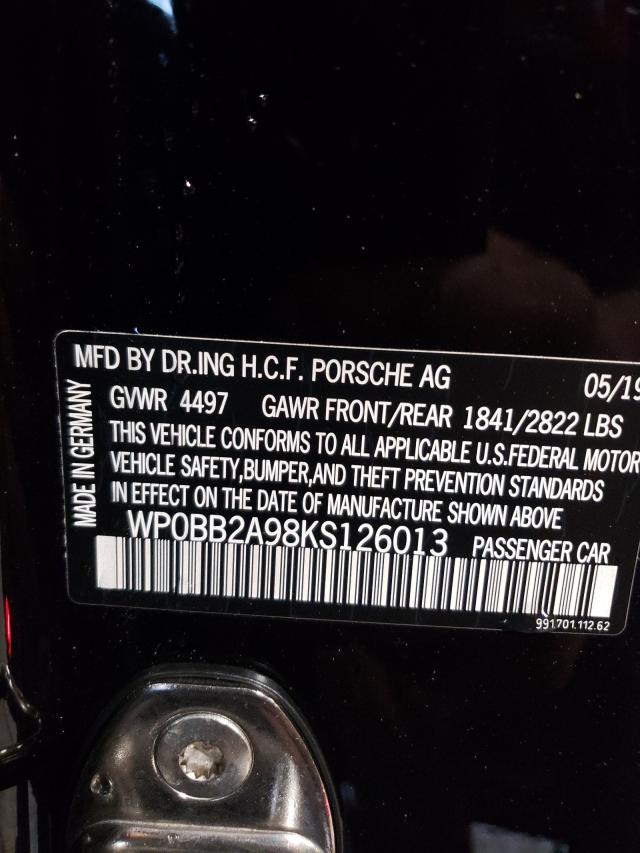 MFD BY DR.ING H.C.F. PORSCHE AG 05/19
GVWR 4497 GAWR FRONT/REAR 1841/2822 LBS
THIS VEHICLE CONFORMS TO ALL APPLICABLE U.S.FEDERAL MOTOR
VEHICLE SAFETY,BUMPER,AND THEFT PREVENTION STANDARDS
IN EFFECT ON THE DATE OF MANUFACTURE SHOWN ABOVE
WP0BB2A98KS126013 PASSENGER CAR
991.701.112.62
MADE IN GERMANY